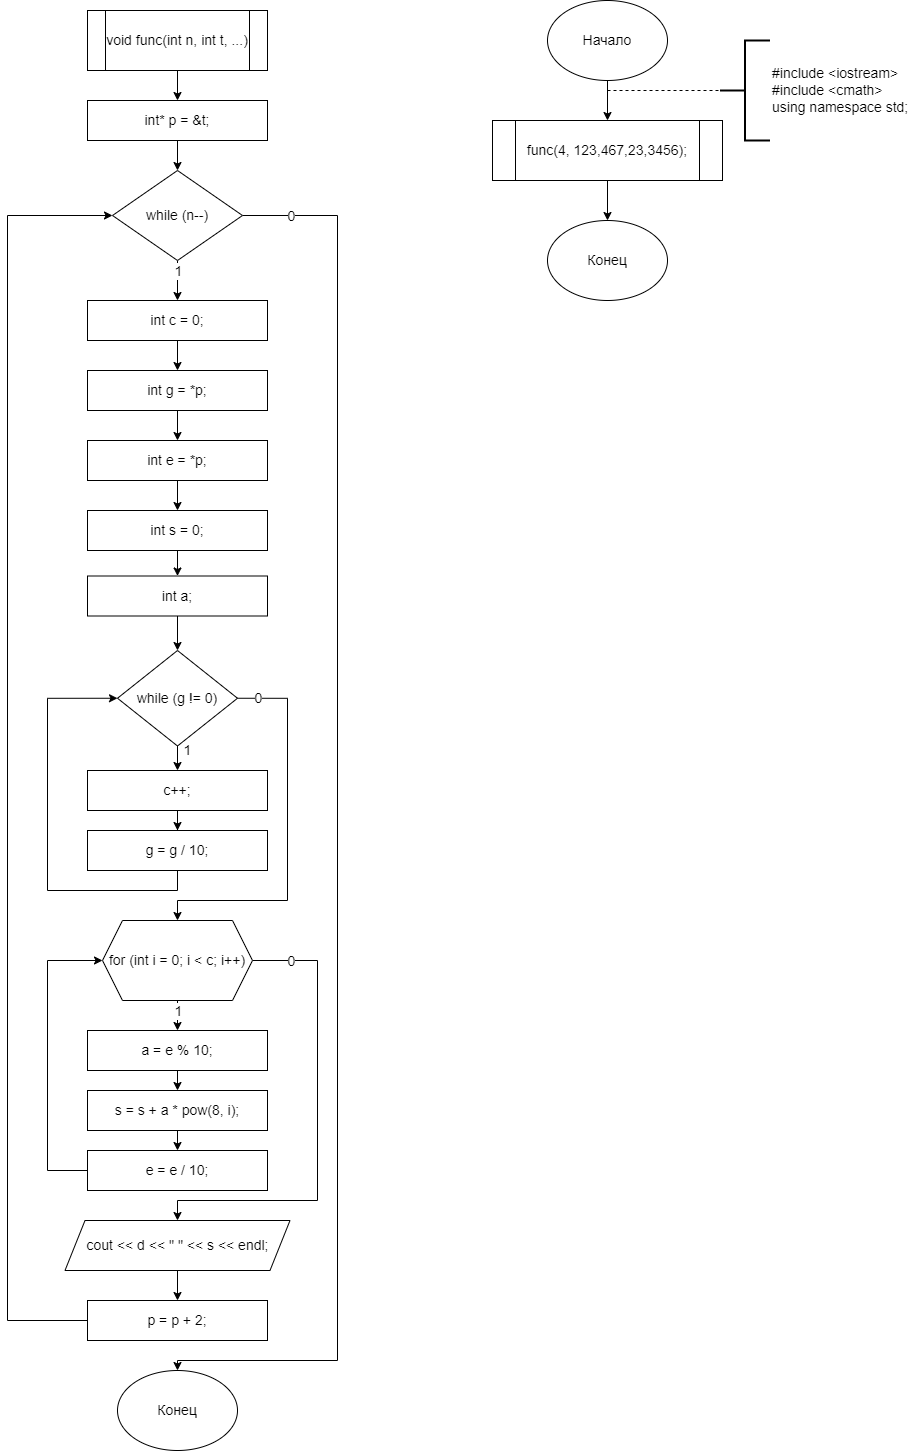 void func(int n, int t, ...)
int* p = &t;
while (n--)
0
1
int c = 0;
int g = *p;
int e = *p;
int s = 0;
int a;
while (g != 0)
0
1
c++;
g = g / 10;
for (int i = 0; i < c; i++)
0
1
a = e % 10;
s = s + a * pow(8, i);
e = e / 10;
cout << d << " " << s << endl;
p = p + 2;
Конец
Начало
#include <iostream>
#include <cmath>
using namespace std;
func(4, 123,467,23,3456);
Конец